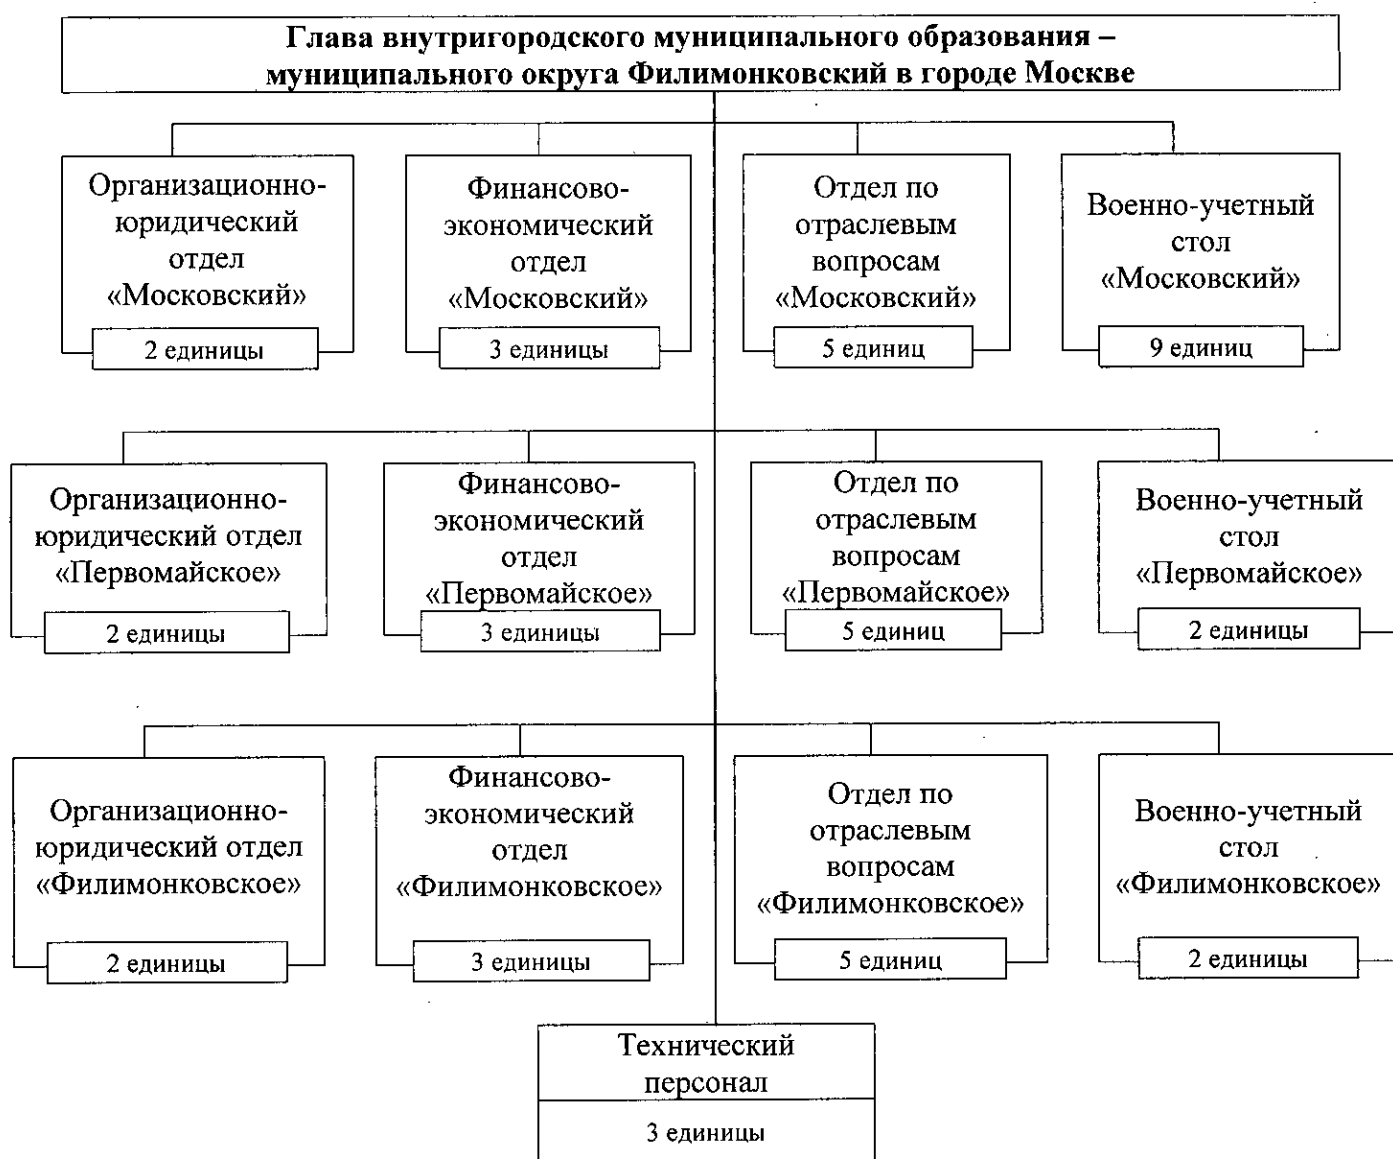 Глава внутригородского муниципального образования –
муниципального округа Филимонковский в городе Москве
Организационно-
юридический
отдел
«Московский»
2 единицы
Финансово-
экономический
отдел
«Московский»
3 единицы
Отдел по
отраслевым
вопросам
«Московский»
5 единиц
Военно-учетный
стол
«Московский»
9 единиц
Организационно-
юридический отдел
«Первомайское»
2 единицы
Финансово-
экономический
отдел
«Первомайское»
3 единицы
Отдел по
отраслевым
вопросам
«Первомайское»
5 единиц
Военно-учетный
стол
«Первомайское»
2 единицы
Организационно-
юридический отдел
«Филимонковское»
2 единицы
Финансово-
экономический
отдел
«Филимонковское»
3 единицы
Отдел по
отраслевым
вопросам
«Филимонковское»
5 единиц
Военно-учетный
стол
«Филимонковское»
2 единицы
Технический
персонал
3 единицы